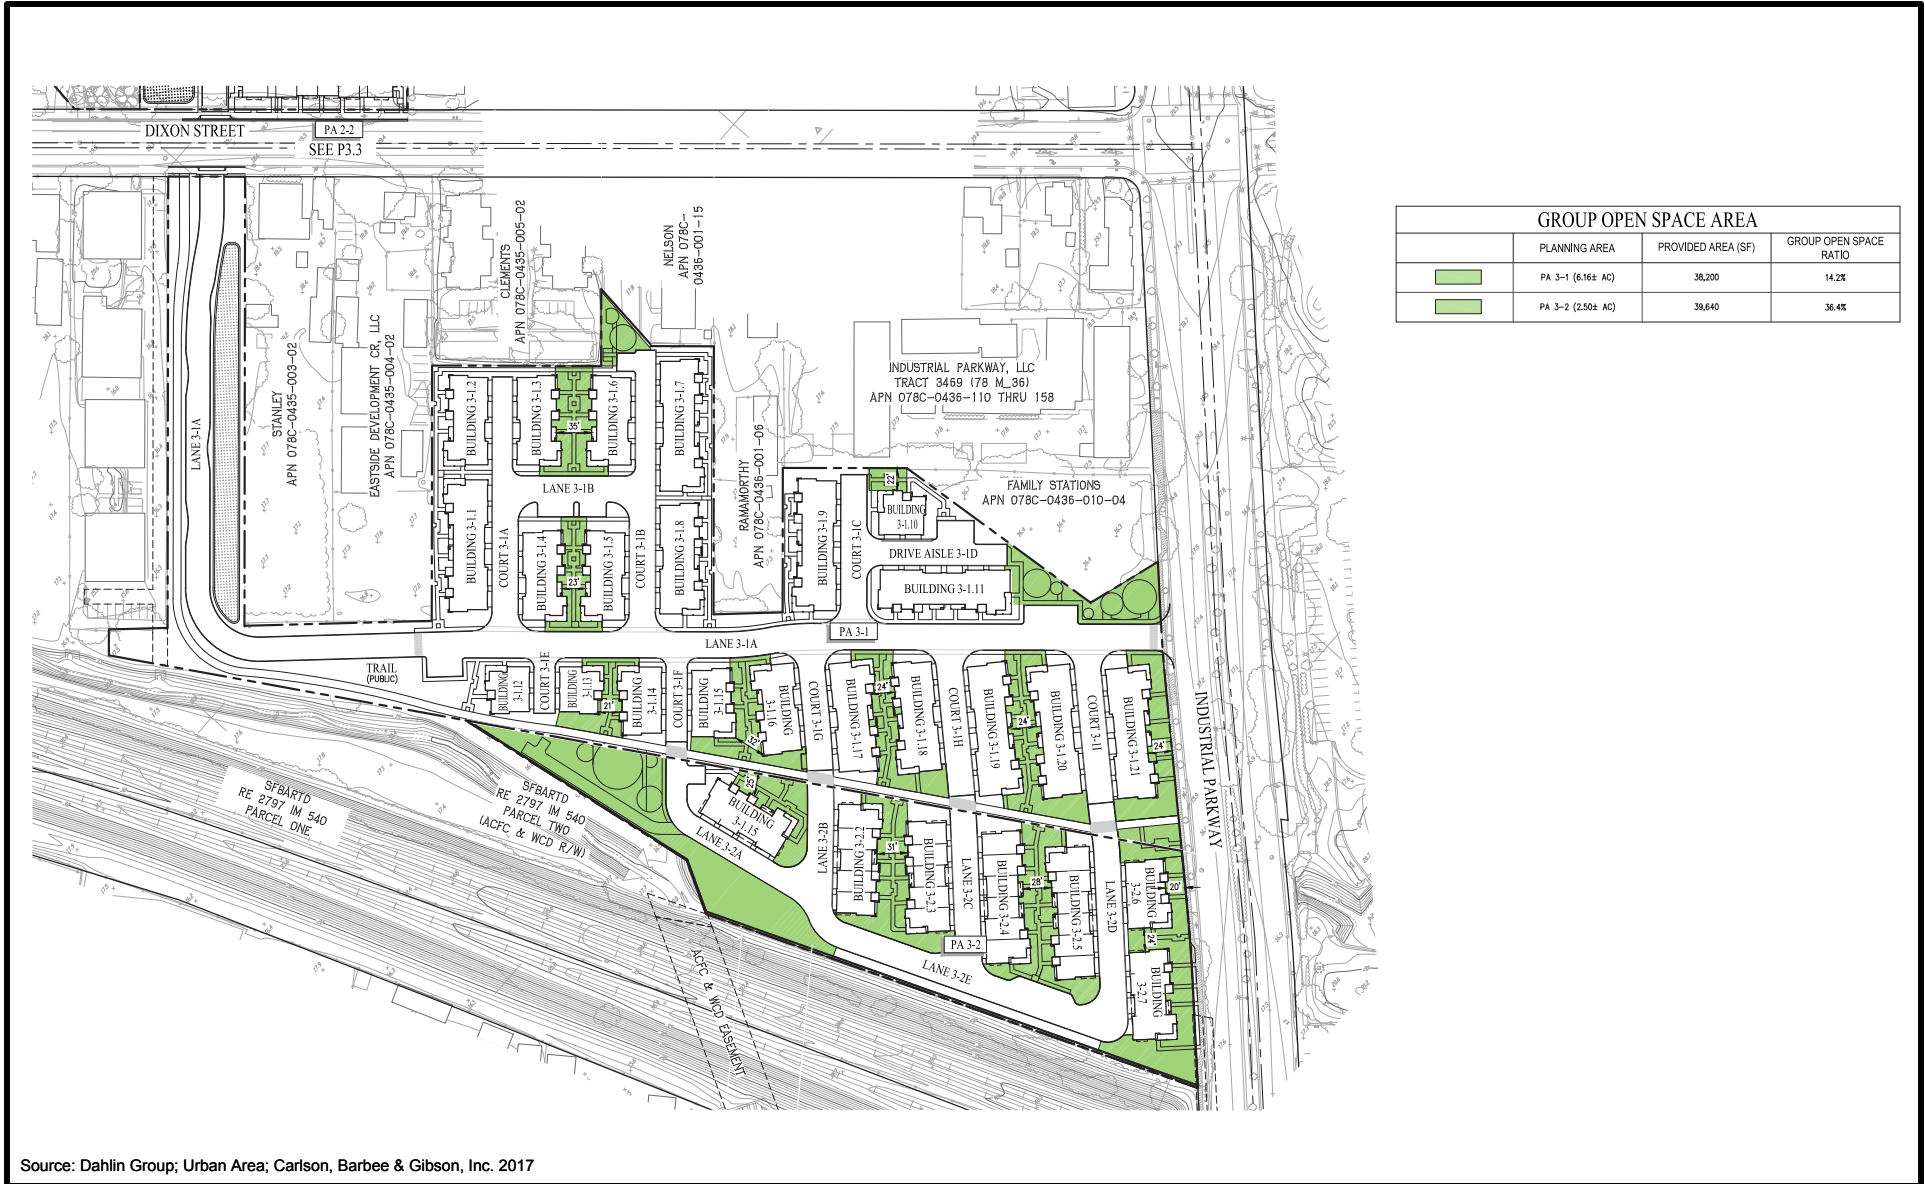 DIXON STREET
PA 2-2
SEE P3.3
LANE 3-1A
STANLEY
APN 078C-0435-003-02
EASTSIDE DEVELOPMENT CR, LLC
APN 078C-0435-004-02
CLEMENTS
APN 078C-0435-005-02
NELSON
APN 078C-
0436-001-15
RAMAMORTHY
APN 078C-0436-001-06
INDUSTRIAL PARKWAY, LLC
TRACT 3469 (78 M_36)
APN 078C-0436-110 THRU 158
FAMILY STATIONS
APN 078C-0436-010-04
BUILDING 3-1.2
BUILDING 3-1.3
35'
BUILDING 3-1.6
BUILDING 3-1.7
LANE 3-1B
BUILDING 3-1.1
COURT 3-1A
BUILDING 3-1.4
23'
BUILDING 3-1.5
COURT 3-1B
BUILDING 3-1.8
BUILDING 3-1.9
COURT 3-1C
22'
BUILDING
3-1.10
DRIVE AISLE 3-1D
BUILDING 3-1.11
PA 3-1
LANE 3-1A
TRAIL
(PUBLIC)
BUILDING
3-1.12
COURT 3-1E
BUILDING
3-1.13
21'
BUILDING
3-1.14
COURT 3-1F
BUILDING
3-1.15
32'
BUILDING
3-1.16
COURT 3-1G
BUILDING 3-1.17
24'
BUILDING 3-1.18
COURT 3-1H
BUILDING 3-1.19
24'
BUILDING 3-1.20
COURT 3-1I
BUILDING 3-1.21
24'
INDUSTRIAL PARKWAY
25'
BUILDING
3-1.15
LANE 3-2A
LANE 3-2B
BUILDING 3-2.2
31'
BUILDING 3-2.3
LANE 3-2C
BUILDING 3-2.4
28'
BUILDING 3-2.5
LANE 3-2D
BUILDING
3-2.6
20'
24'
BUILDING
3-2.7
PA 3-2
LANE 3-2E
SFBARTD
RE 2797 IM 540
PARCEL ONE
SFBARTD
RE 2797 IM 540
PARCEL TWO
(ACFC & WCD R/W)
ACFC & WCD EASEMENT
GROUP OPEN SPACE AREA
PLANNING AREA PROVIDED AREA (SF) GROUP OPEN SPACE
RATIO
PA 3-1 (6.16± AC) 38,200 14.2%
PA 3-2 (2.50± AC) 39,640 36.4%
Source: Dahlin Group; Urban Area; Carlson, Barbee & Gibson, Inc. 2017